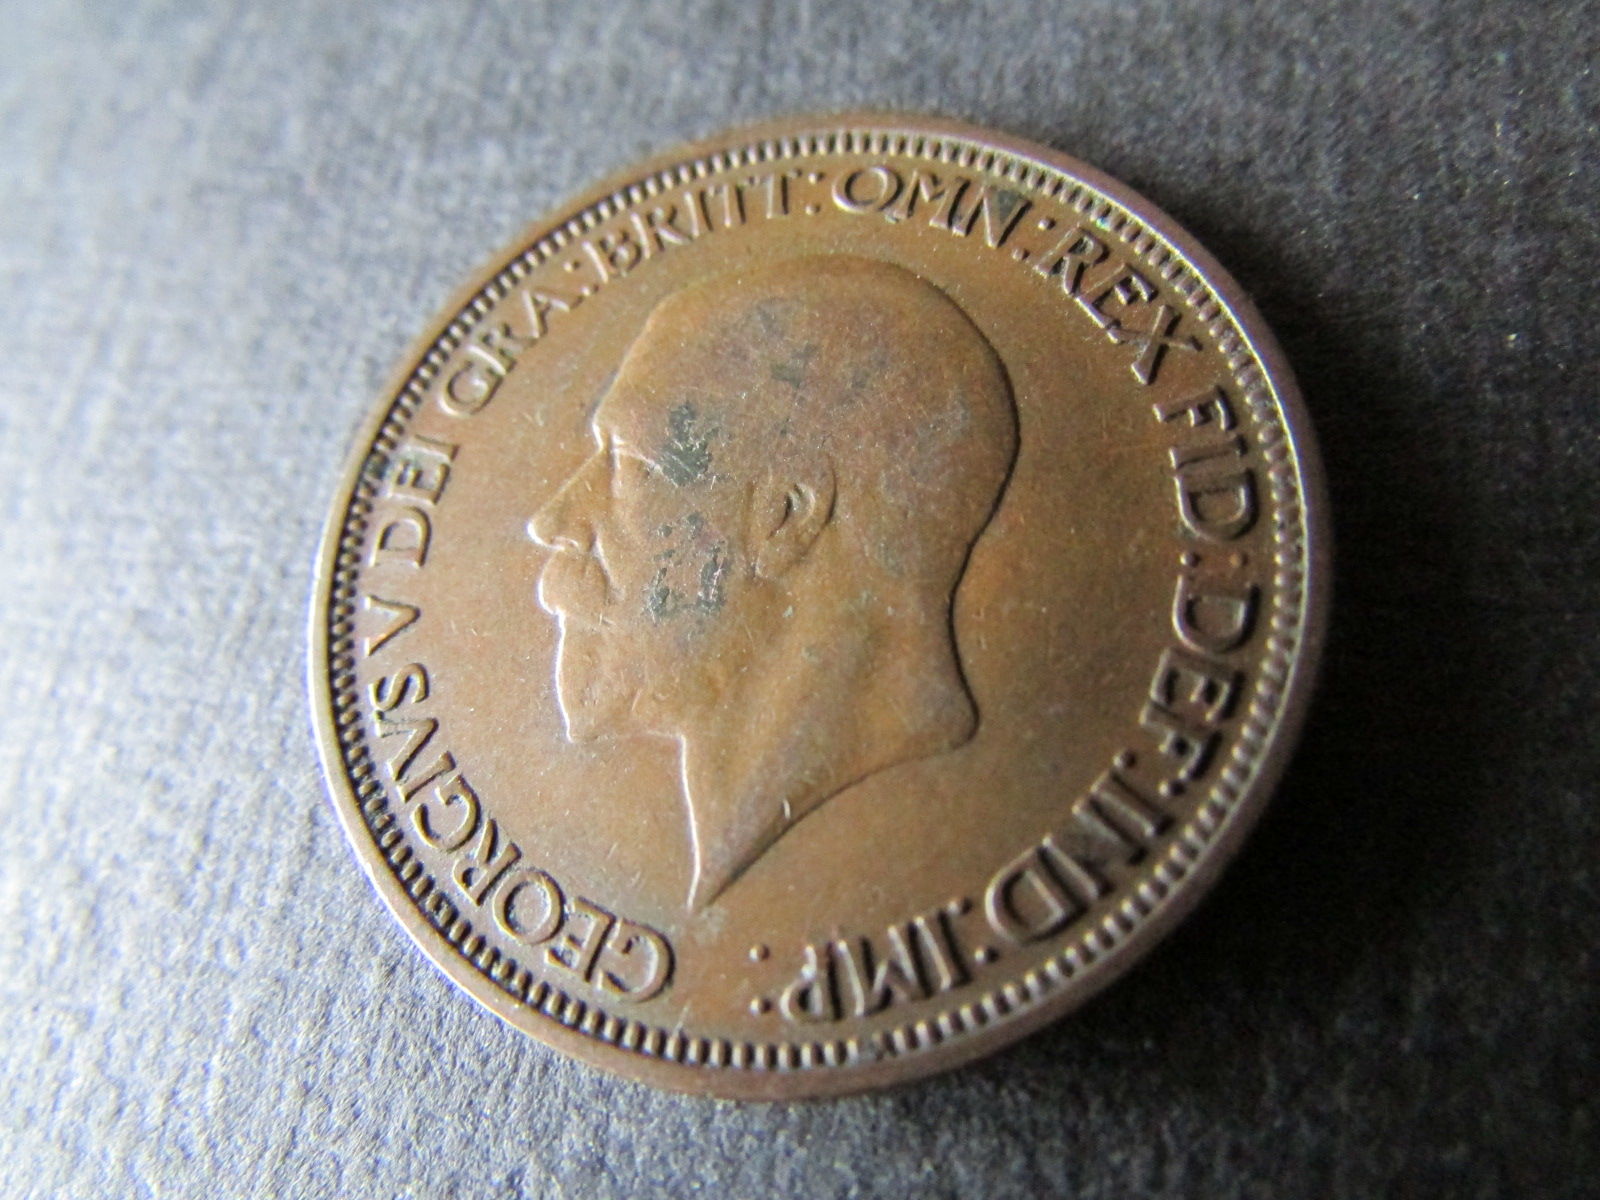 GEORGIVS V DEI GRA: BRITT: OMN: REX FID: DEF: IND: IMP: